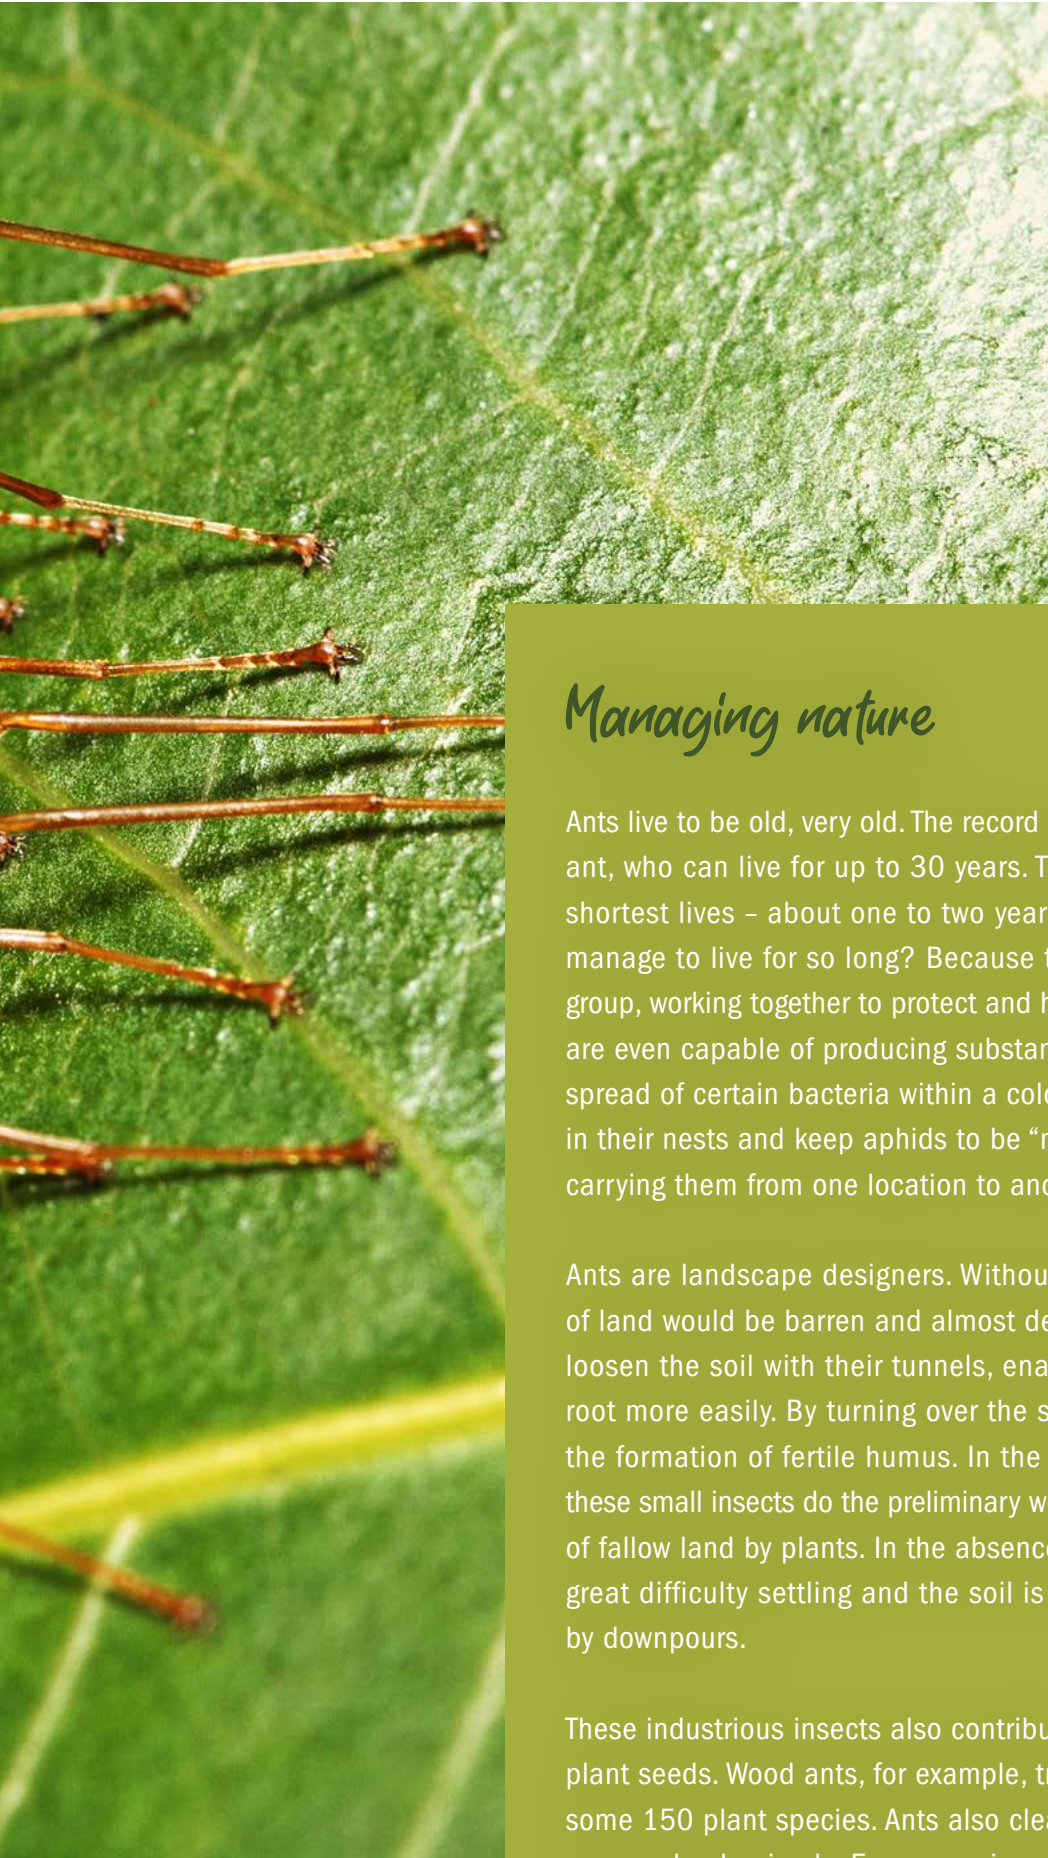 Managing nature
Ants live to be old, very old. The record
ant, who can live for up to 30 years.
shortest lives – about one to two year
manage to live for so long? Because
group, working together to protect and
are even capable of producing
spread of certain bacteria within a
in their nests and keep aphids to be
carrying them from one location to
Ants are landscape designers.
of land would be barren and almost
loosen the soil with their tunnels,
root more easily. By turning over the
the formation of fertile humus. In the
these small insects do the preliminary
of fallow land by plants. In the
great difficulty settling and the soil is
by downpours.
These industrious insects also
plant seeds. Wood ants, for example,
some 150 plant species. Ants also